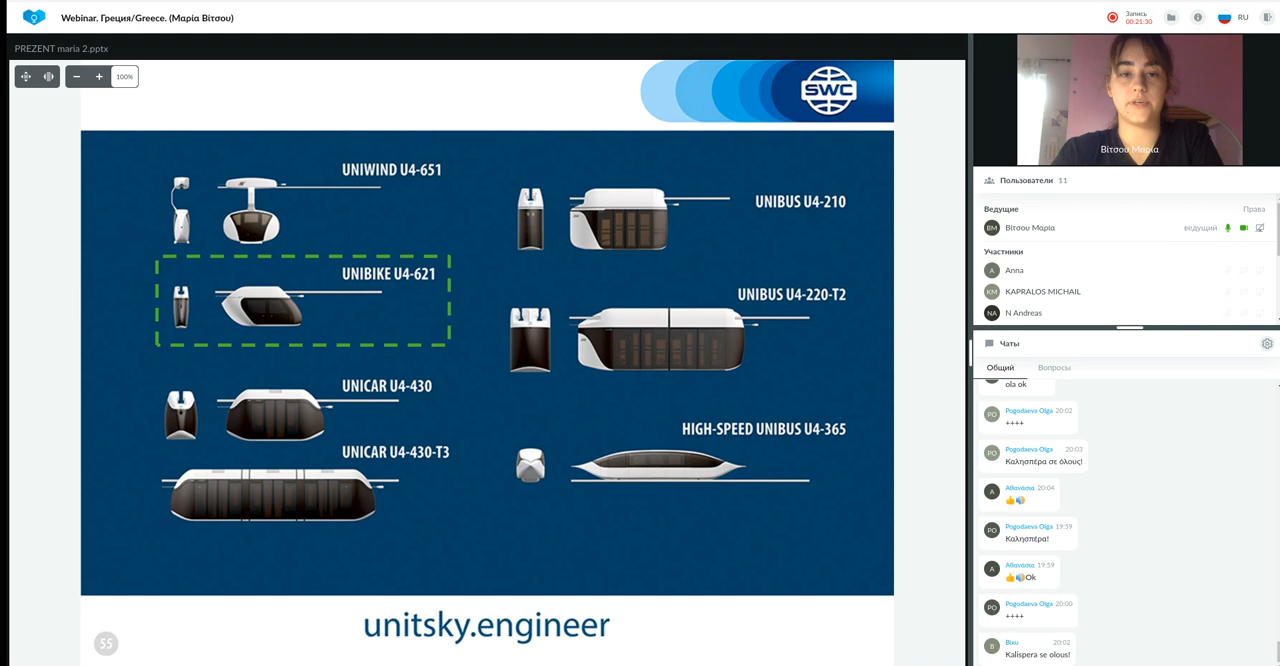 Webinar. Греция/Greece. (Μαρία Βίτσου)
Запись
00:21:30
RU
PREZENT maria 2.pptx
100%
SWC
UNIWIND U4-651
UNIBIKE U4-621
UNICAR U4-430
UNICAR U4-430-T3
UNIBUS U4-210
UNIBUS U4-220-T2
HIGH-SPEED UNIBUS U4-365
unitsky.engineer
55
Βίτσου Μαρία
Пользователи 11
Ведущие Права
ΒΜ Βίτσου Μαρία ведущий
Участники
A Anna
KM KAPRALOS MICHAIL
NA N Andreas
Чаты
Общий Вопросы
ola ok
PO Pogodaeva Olga 20:02
++++
PO Pogodaeva Olga 20:03
Καλησπέρα σε όλους!
Α Αθανάσια 20:04
👍
PO Pogodaeva Olga 19:59
Καλησπέρα!
Α Αθανάσια 19:59
👍Ok
PO Pogodaeva Olga 20:00
++++
Β Βίκυ 20:02
Kalispera se olous!